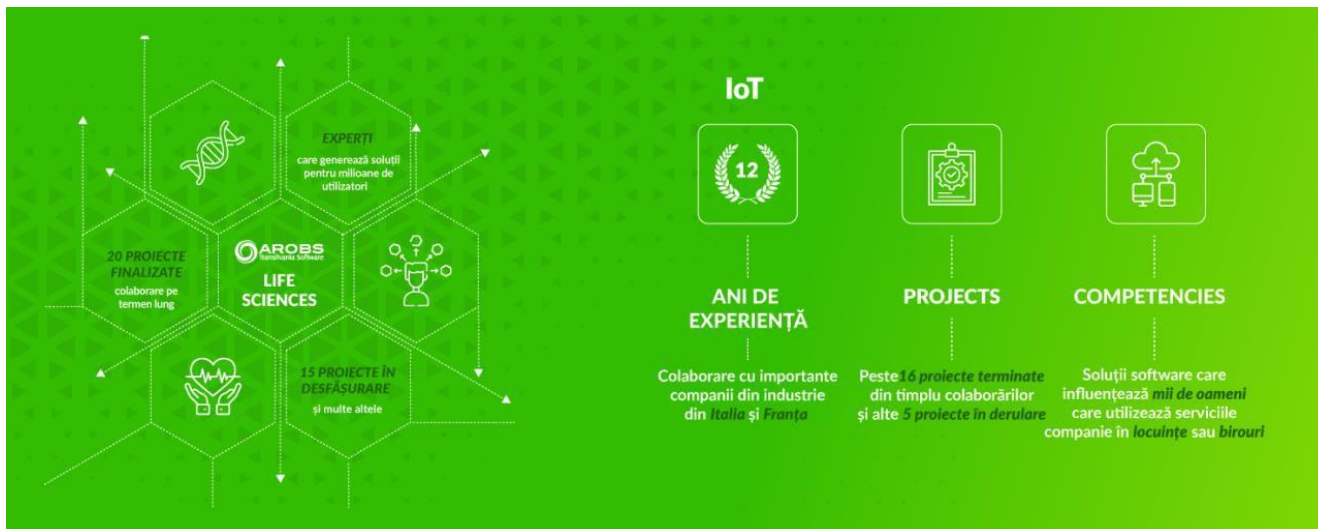 EXPERȚI
care generează soluții
pentru milioane de
utilizatori
20 PROIECTE
FINALIZATE
colaborare pe
termen lung
AROBS
Transilvania Software
LIFE
SCIENCES
15 PROIECTE ÎN
DESFĂȘURARE
și multe altele
IoT
12
ANI DE
EXPERIENȚĂ
Colaborare cu importante
companii din industrie
din Italia și Franța
PROJECTS
Peste 16 proiecte terminate
din timplu colaborărilor
și alte 5 proiecte în derulare
COMPETENCIES
Soluții software care
influențează mii de oameni
care utilizează serviciile
companie în locuințe sau birouri